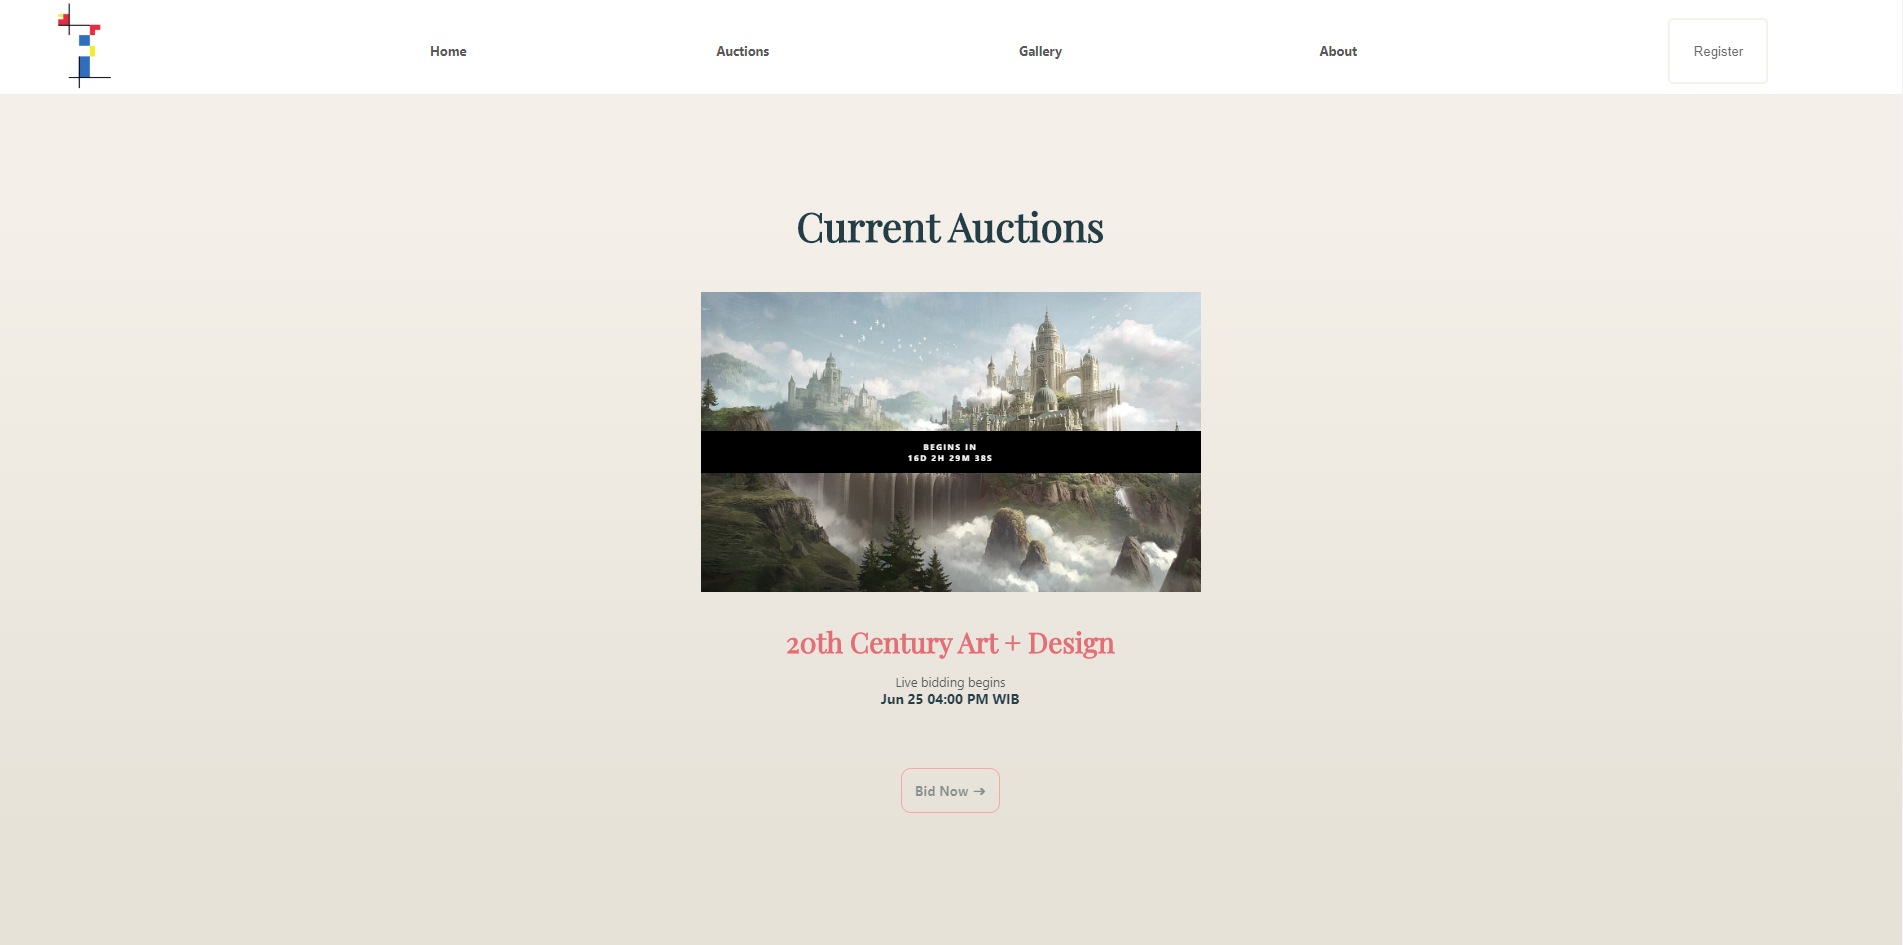 Home
Auctions
Gallery
About
Register
Current Auctions
BEGINS IN
16D 2H 29M 38S
20th Century Art + Design
Live bidding begins
Jun 25 04:00 PM WIB
Bid Now →